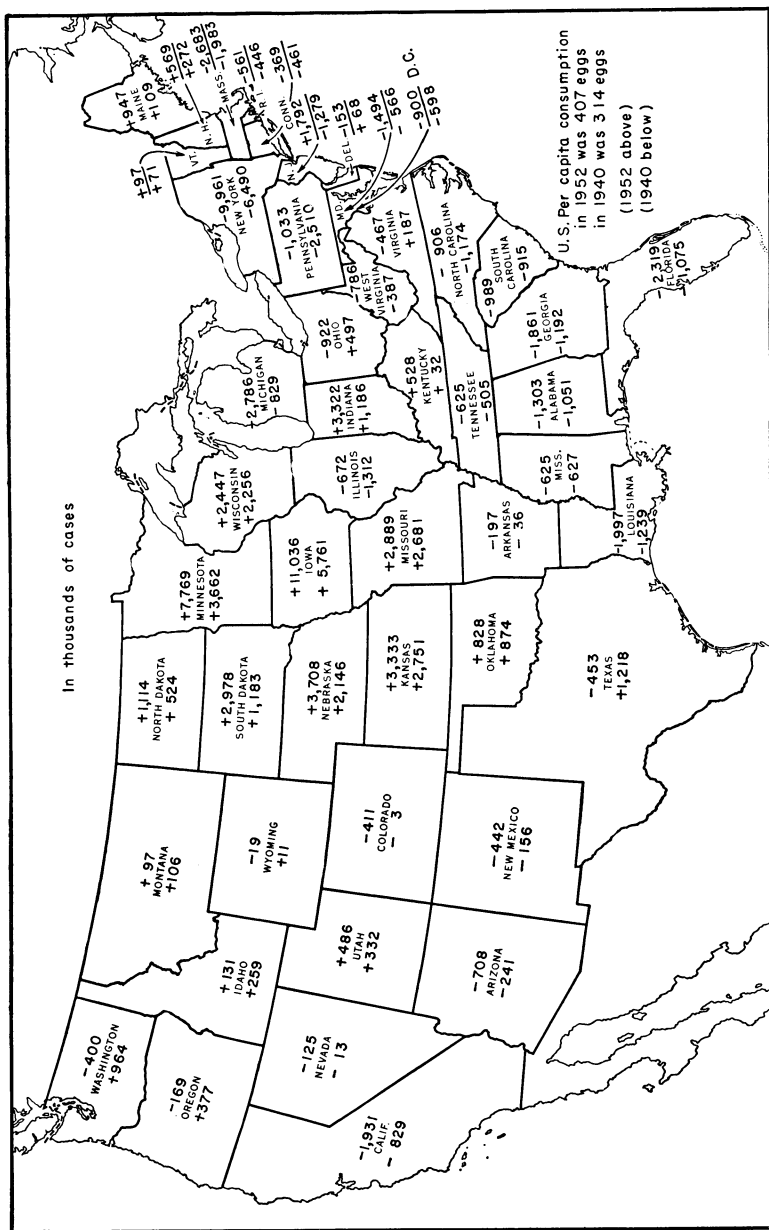 In thousands of cases
-400
WASHINGTON
+964
-169
OREGON
+377
-1,931
CALIF.
- 829
-125
NEVADA
- 13
+131
IDAHO
+259
+ 97
MONTANA
+106
-19
WYOMING
+11
+486
UTAH
+332
-411
COLORADO
- 3
-708
ARIZONA
-241
-442
NEW MEXICO
- 156
+1,114
NORTH DAKOTA
+ 524
+2,978
SOUTH DAKOTA
+1,183
+3,708
NEBRASKA
+2,146
+3,333
KANSAS
+2,751
+ 828
OKLAHOMA
+ 874
-453
TEXAS
+1,218
+7,769
MINNESOTA
+3,662
+11,036
IOWA
+ 5,761
+2,889
MISSOURI
+2,681
-197
ARKANSAS
- 36
-1,997
LOUISIANA
-1,239
+2,447
WISCONSIN
+2,256
-672
ILLINOIS
-1,312
+2,786
MICHIGAN
- 829
+3,322
INDIANA
+1,186
-922
OHIO
+497
+528
KENTUCKY
+ 32
-625
TENNESSEE
- 505
-625
MISS.
-627
-1,303
ALABAMA
-1,051
-1,861
GEORGIA
-1,192
-2,319
FLORIDA
-1,075
-989
SOUTH
CAROLINA
-915
- 906
NORTH CAROLINA
-1,174
-467
VIRGINIA
+187
-786
WEST
VIRGINIA
-387
-1,033
PENNSYLVANIA
-2,510
-9,961
NEW YORK
-6,490
+97
+71
VT.
+947
MAINE
+109
N.H.
+569
+272
MASS.
-2,683
-1,983
R.I.
-561
-446
CONN.
-369
-461
N.J.
+1,792
-1,279
DEL.
-153
+ 68
MD.
-1,494
- 566
-900 D.C.
-598
U.S. Per capita consumption
in 1952 was 407 eggs
in 1940 was 314 eggs
(1952 above)
(1940 below)